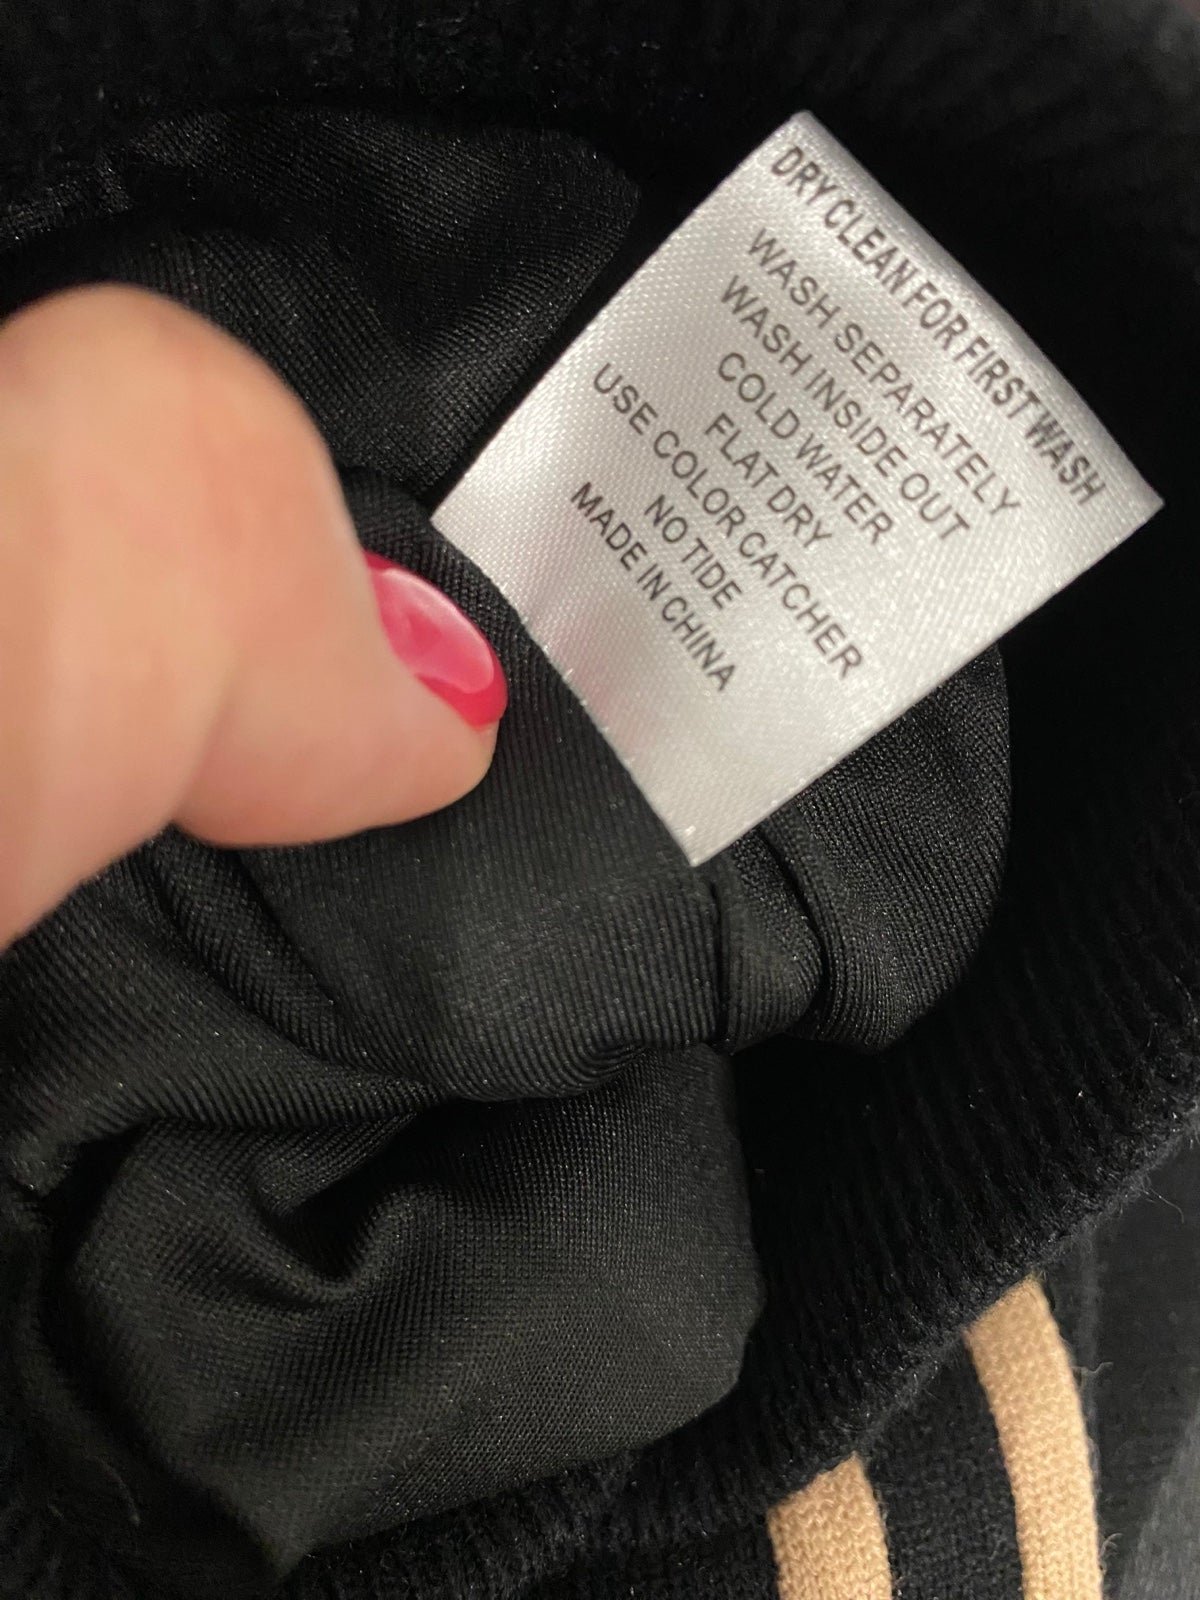 DRY CLEAN FOR FIRST WASH
WASH SEPARATELY
WASH INSIDE OUT
COLD WATER
FLAT DRY
USE COLOR CATCHER
NO TIDE
MADE IN CHINA